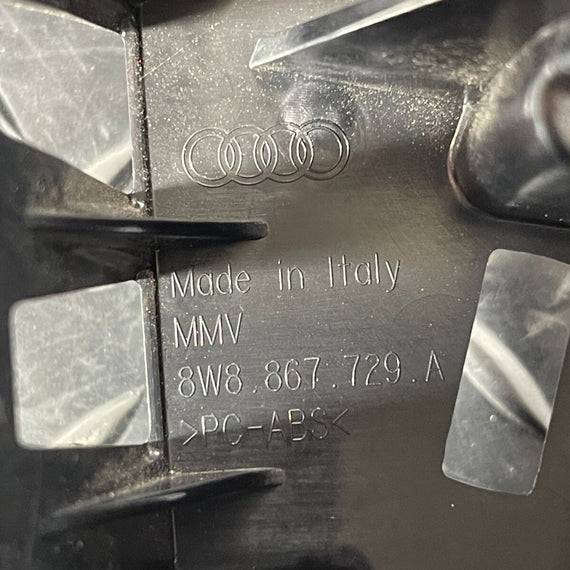 Made in Italy
MMV
8W8.867.729.A
>PC-ABS<